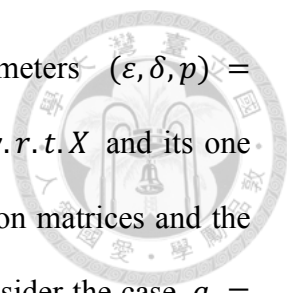 meters (ε, δ, p) =
w.r.t. X and its one
on matrices and the
sider the case